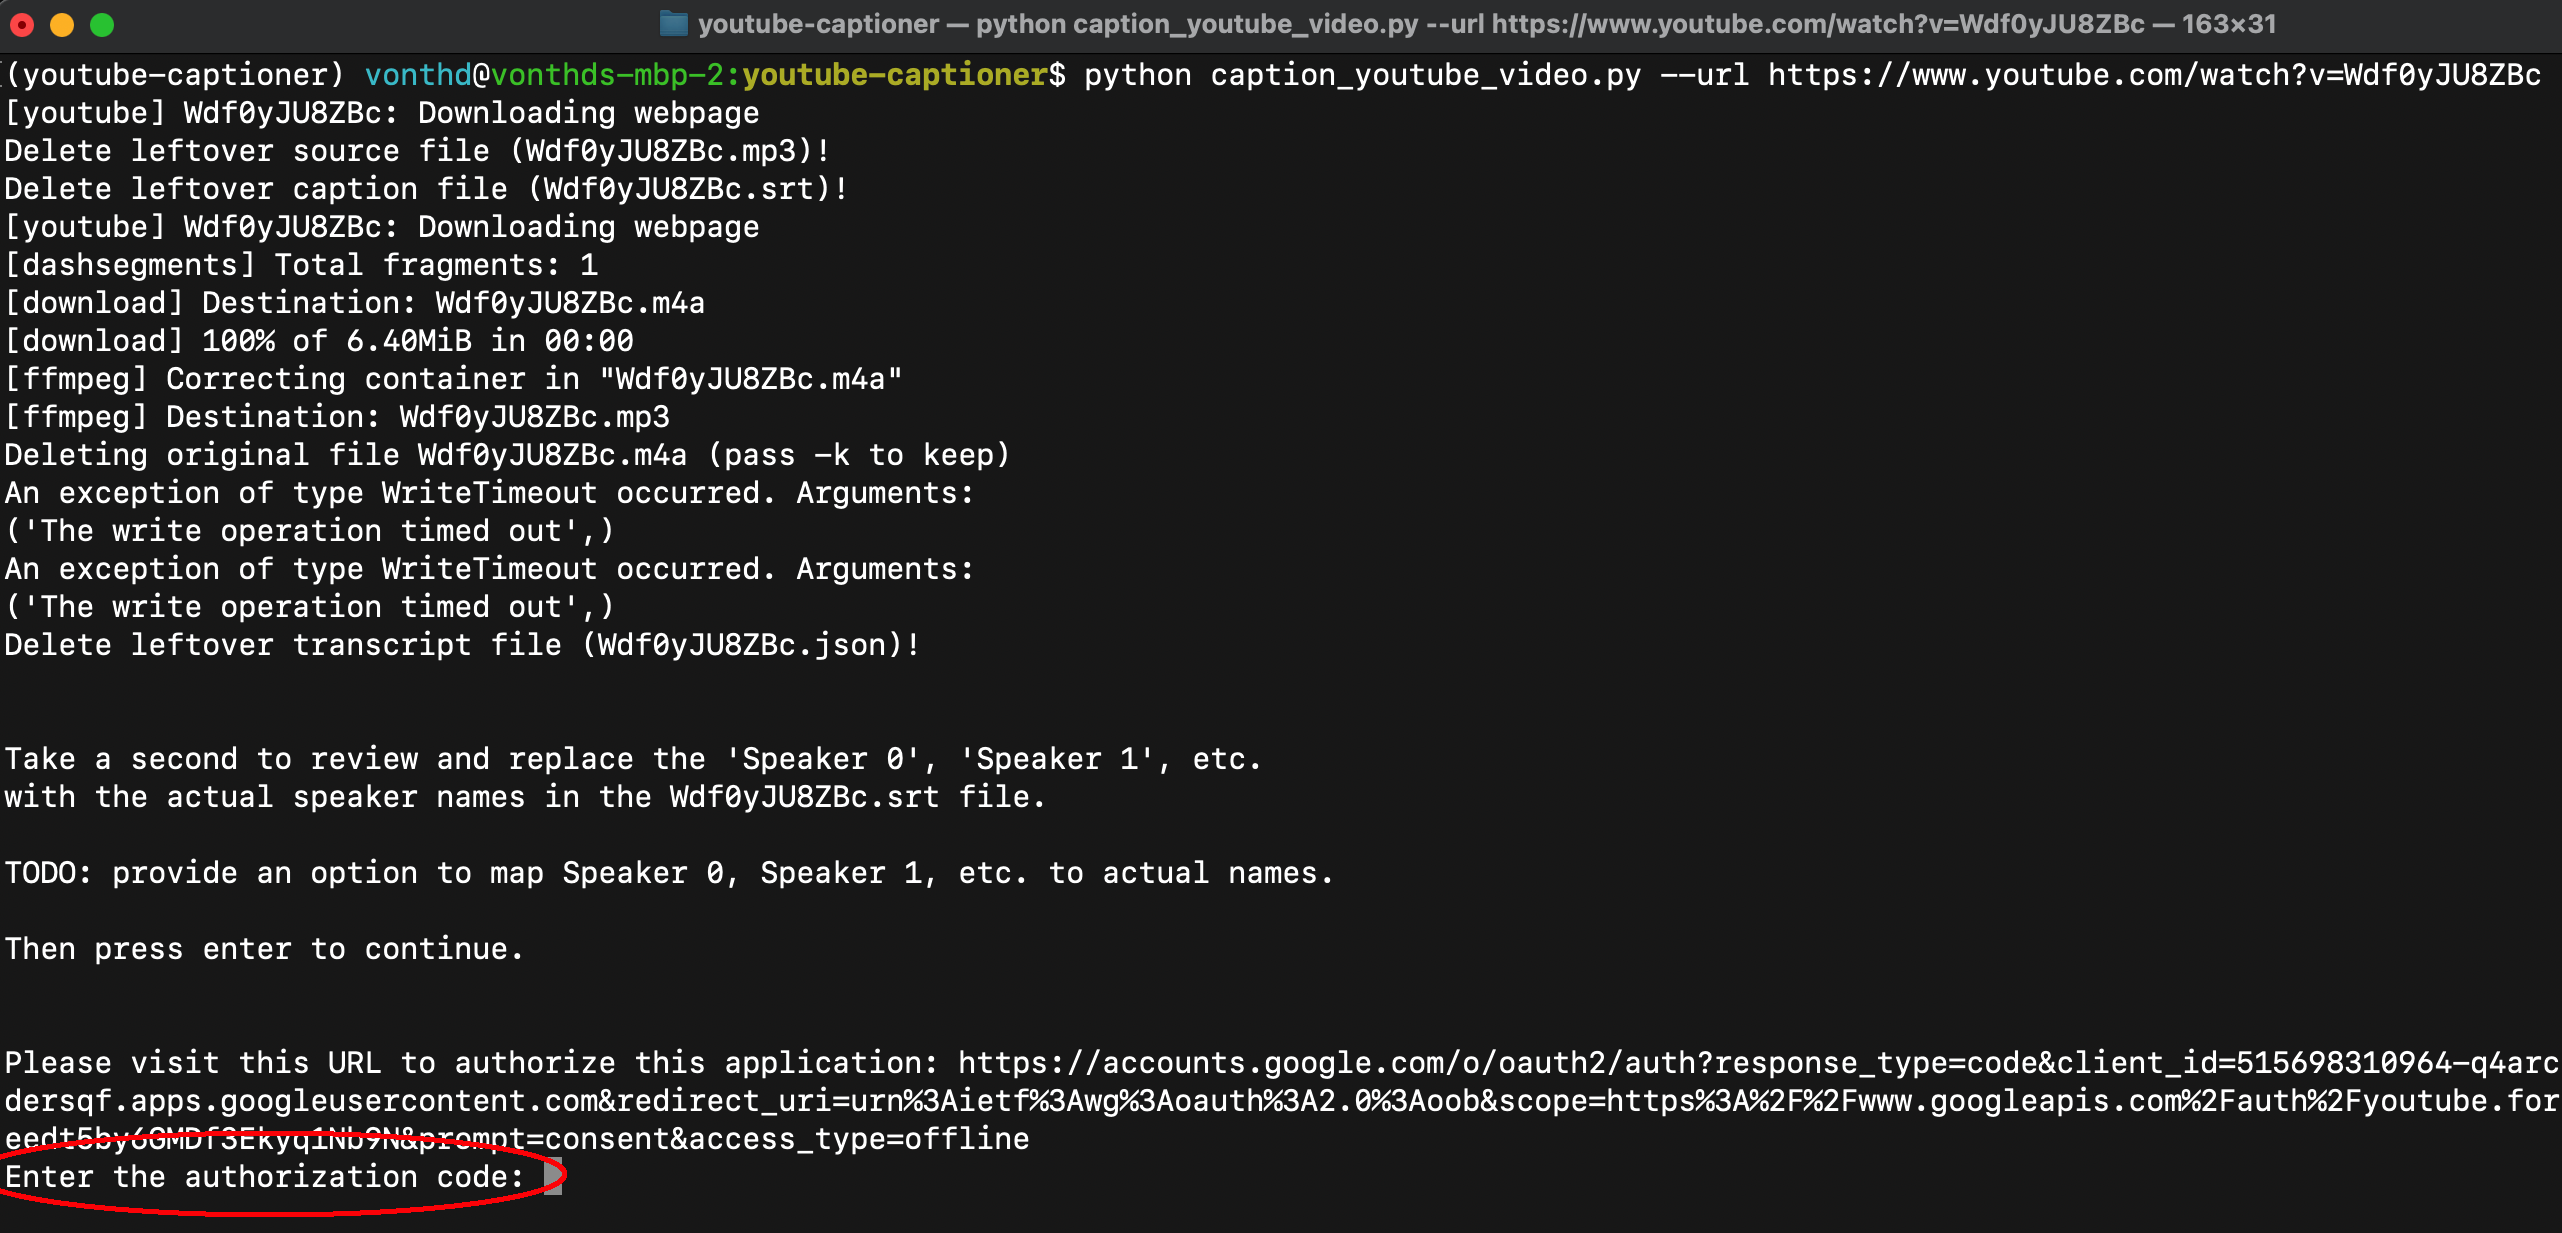 youtube-captioner — python caption_youtube_video.py --url https://www.youtube.com/watch?v=Wdf0yJU8ZBc — 163×31
(youtube-captioner) vonthd@vonthds-mbp-2:youtube-captioner$ python caption_youtube_video.py --url https://www.youtube.com/watch?v=Wdf0yJU8ZBc
[youtube] Wdf0yJU8ZBc: Downloading webpage
Delete leftover source file (Wdf0yJU8ZBc.mp3)!
Delete leftover caption file (Wdf0yJU8ZBc.srt)!
[youtube] Wdf0yJU8ZBc: Downloading webpage
[dashsegments] Total fragments: 1
[download] Destination: Wdf0yJU8ZBc.m4a
[download] 100% of 6.40MiB in 00:00
[ffmpeg] Correcting container in "Wdf0yJU8ZBc.m4a"
[ffmpeg] Destination: Wdf0yJU8ZBc.mp3
Deleting original file Wdf0yJU8ZBc.m4a (pass -k to keep)
An exception of type WriteTimeout occurred. Arguments:
('The write operation timed out',)
An exception of type WriteTimeout occurred. Arguments:
('The write operation timed out',)
Delete leftover transcript file (Wdf0yJU8ZBc.json)!
Take a second to review and replace the 'Speaker 0', 'Speaker 1', etc.
with the actual speaker names in the Wdf0yJU8ZBc.srt file.
TODO: provide an option to map Speaker 0, Speaker 1, etc. to actual names.
Then press enter to continue.
Please visit this URL to authorize this application: https://accounts.google.com/o/oauth2/auth?response_type=code&client_id=515698310964-q4arc
dersqf.apps.googleusercontent.com&redirect_uri=urn%3Aietf%3Awg%3Aoauth%3A2.0%3Aoob&scope=https%3A%2F%2Fwww.googleapis.com%2Fauth%2Fyoutube.for
&prompt=consent&access_type=offline
Enter the authorization code: